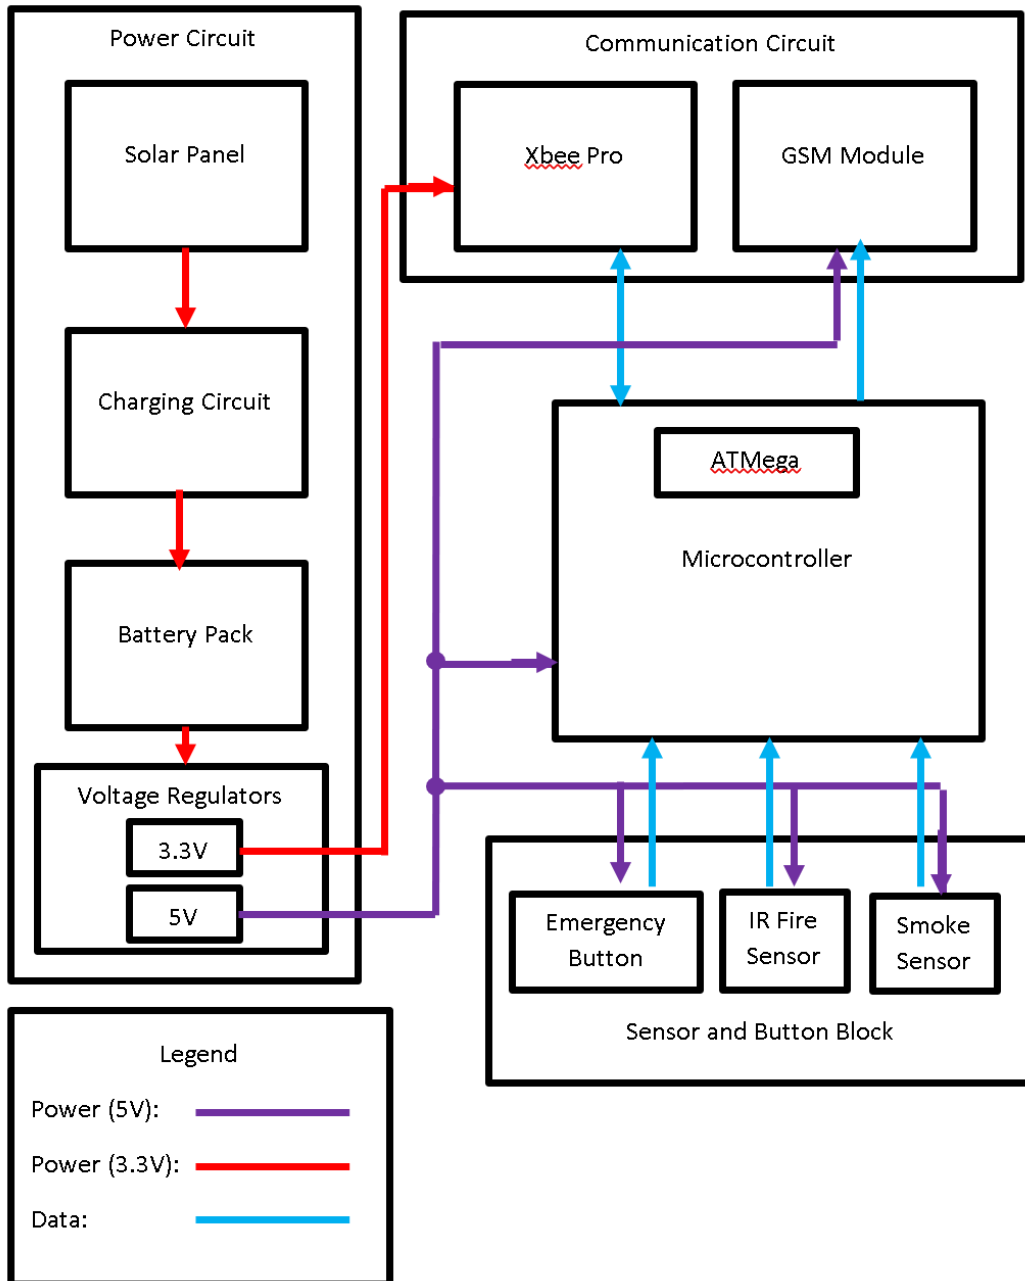 Power Circuit
Solar Panel
Charging Circuit
Battery Pack
Voltage Regulators
3.3V
5V
Communication Circuit
Xbee Pro
GSM Module
ATMega
Microcontroller
Emergency
Button
IR Fire
Sensor
Smoke
Sensor
Sensor and Button Block
Legend
Power (5V):
Power (3.3V):
Data: